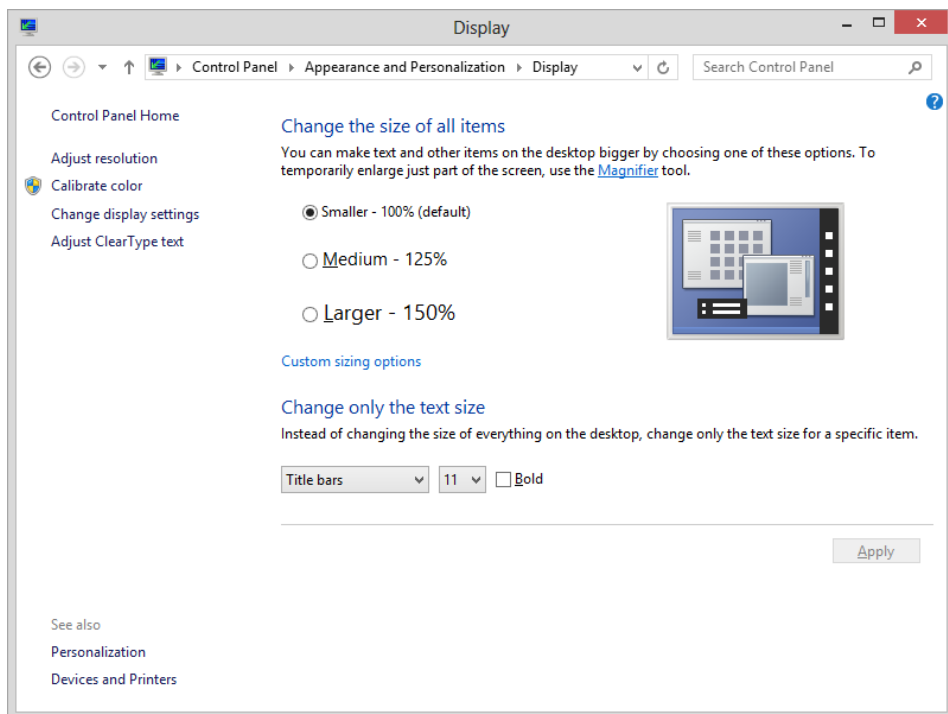 Display
Control Panel Appearance and Personalization Display Search Control Panel
Control Panel Home
Adjust resolution
Calibrate color
Change display settings
Adjust ClearType text
Change the size of all items
You can make text and other items on the desktop bigger by choosing one of these options. To
temporarily enlarge just part of the screen, use the Magnifier tool.
Smaller - 100% (default)
Medium - 125%
Larger - 150%
Custom sizing options
Change only the text size
Instead of changing the size of everything on the desktop, change only the text size for a specific item.
Title bars 11 Bold
Apply
See also
Personalization
Devices and Printers